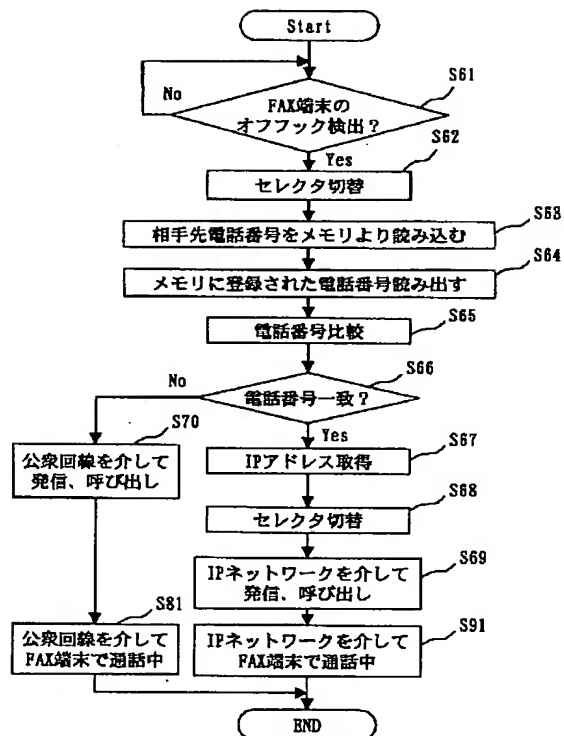 Start
S61
No
FAX端末の
オフフック検出？
Yes
S62
セレクタ切替
S63
相手先電話番号をメモリより読み込む
S64
メモリに登録された電話番号読み出す
S65
電話番号比較
S66
No
電話番号一致？
Yes
S70
公衆回線を介して
発信、呼び出し
S67
IPアドレス取得
S68
セレクタ切替
S69
IPネットワークを介して
発信、呼び出し
S81
公衆回線を介して
FAX端末で通話中
S91
IPネットワークを介して
FAX端末で通話中
END